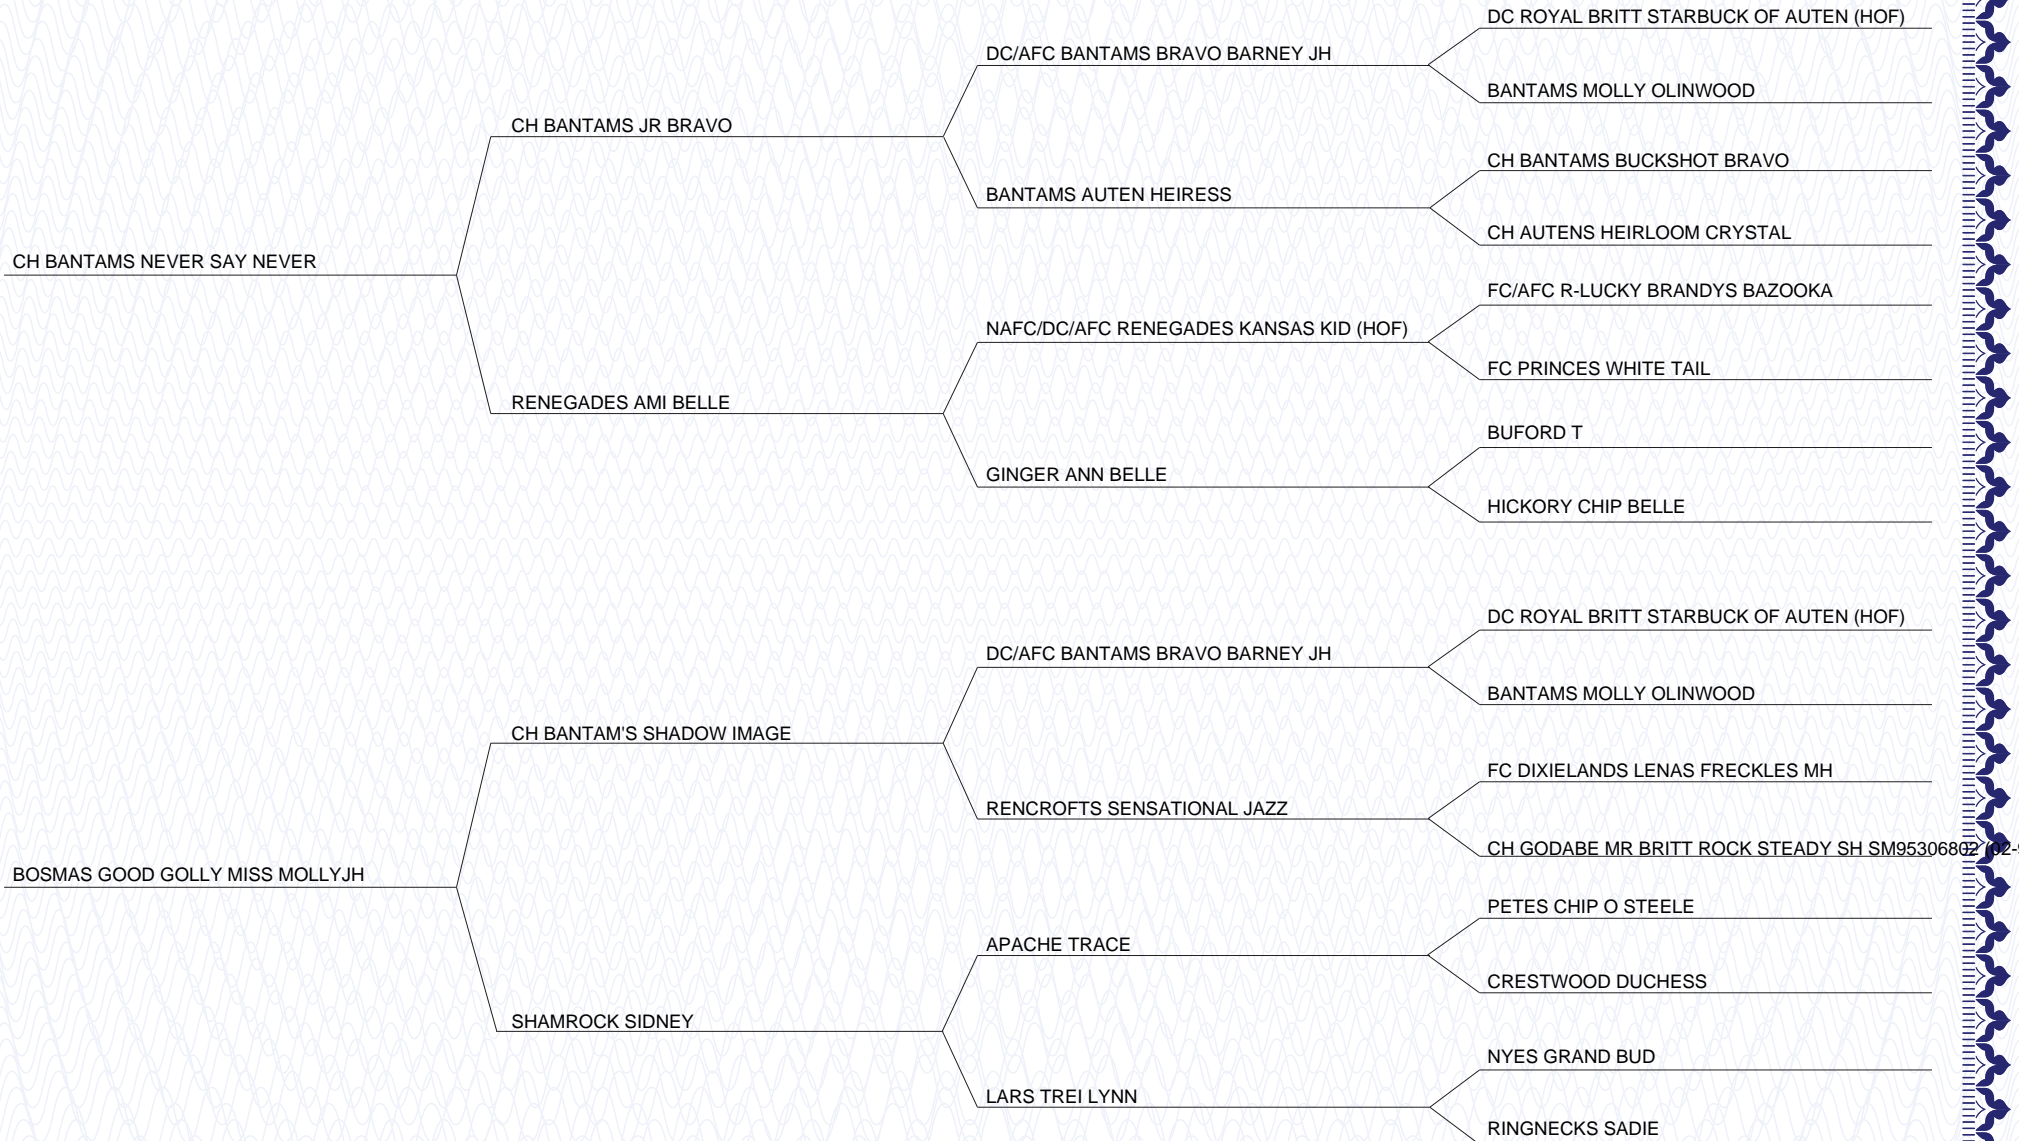 DC ROYAL BRITT STARBUCK OF AUTEN (HOF)
DC/AFC BANTAMS BRAVO BARNEY JH
BANTAMS MOLLY OLINWOOD
CH BANTAMS JR BRAVO
CH BANTAMS BUCKSHOT BRAVO
BANTAMS AUTEN HEIRESS
CH AUTENS HEIRLOOM CRYSTAL
CH BANTAMS NEVER SAY NEVER
FC/AFC R-LUCKY BRANDYS BAZOOKA
NAFC/DC/AFC RENEGADES KANSAS KID (HOF)
FC PRINCES WHITE TAIL
RENEGADES AMI BELLE
BUFORD T
GINGER ANN BELLE
HICKORY CHIP BELLE
DC ROYAL BRITT STARBUCK OF AUTEN (HOF)
DC/AFC BANTAMS BRAVO BARNEY JH
BANTAMS MOLLY OLINWOOD
CH BANTAM'S SHADOW IMAGE
FC DIXIELANDS LENAS FRECKLES MH
RENCROFTS SENSATIONAL JAZZ
CH GODABE MR BRITT ROCK STEADY SH SM95306802 (02-
BOSMAS GOOD GOLLY MISS MOLLYJH
PETES CHIP O STEELE
APACHE TRACE
CRESTWOOD DUCHESS
SHAMROCK SIDNEY
NYES GRAND BUD
LARS TREI LYNN
RINGNECKS SADIE